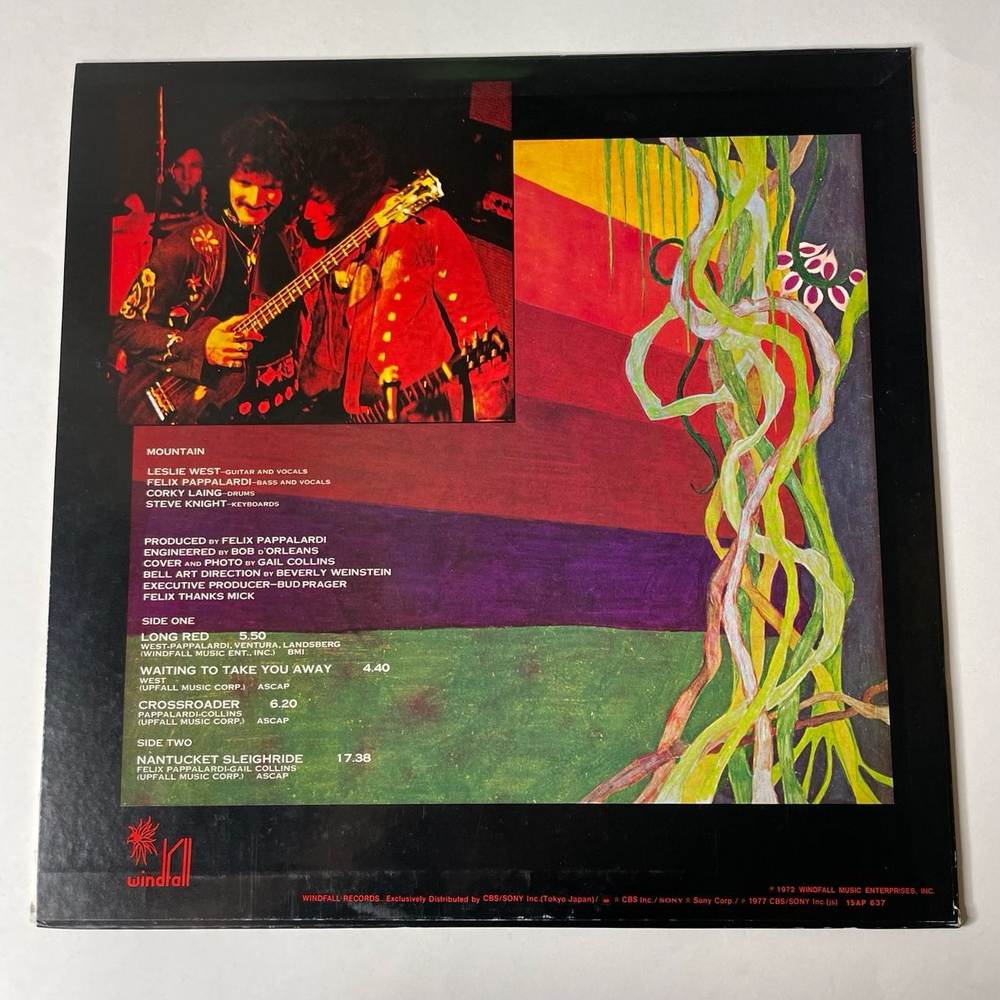 MOUNTAIN
LESLIE WEST–GUITAR AND VOCALS
FELIX PAPPALARDI–BASS AND VOCALS
CORKY LAING–DRUMS
STEVE KNIGHT–KEYBOARDS
PRODUCED BY FELIX PAPPALARDI
ENGINEERED BY BOB D'ORLEANS
COVER AND PHOTO BY GAIL COLLINS
BELL ART DIRECTION BY BEVERLY WEINSTEIN
EXECUTIVE PRODUCER–BUD PRAGER
FELIX THANKS MICK
SIDE ONE
LONG RED 5.50
WEST-PAPPALARDI, VENTURA, LANDSBERG
(WINDFALL MUSIC ENT., INC.) BMI
WAITING TO TAKE YOU AWAY 4.40
WEST
(UPFALL MUSIC CORP.) ASCAP
CROSSROADER 6.20
PAPPALARDI-COLLINS
(UPFALL MUSIC CORP.) ASCAP
SIDE TWO
NANTUCKET SLEIGHRIDE 17.38
FELIX PAPPALARDI-GAIL COLLINS
(UPFALL MUSIC CORP.) ASCAP
windfall
℗ 1972 WINDFALL MUSIC ENTERPRISES, INC.
WINDFALL RECORDS Exclusively Distributed by CBS/SONY Inc.(Tokyo Japan)/ ® CBS Inc./SONY ® Sony Corp./ ℗ 1977 CBS/SONY Inc.(js) 15AP 637